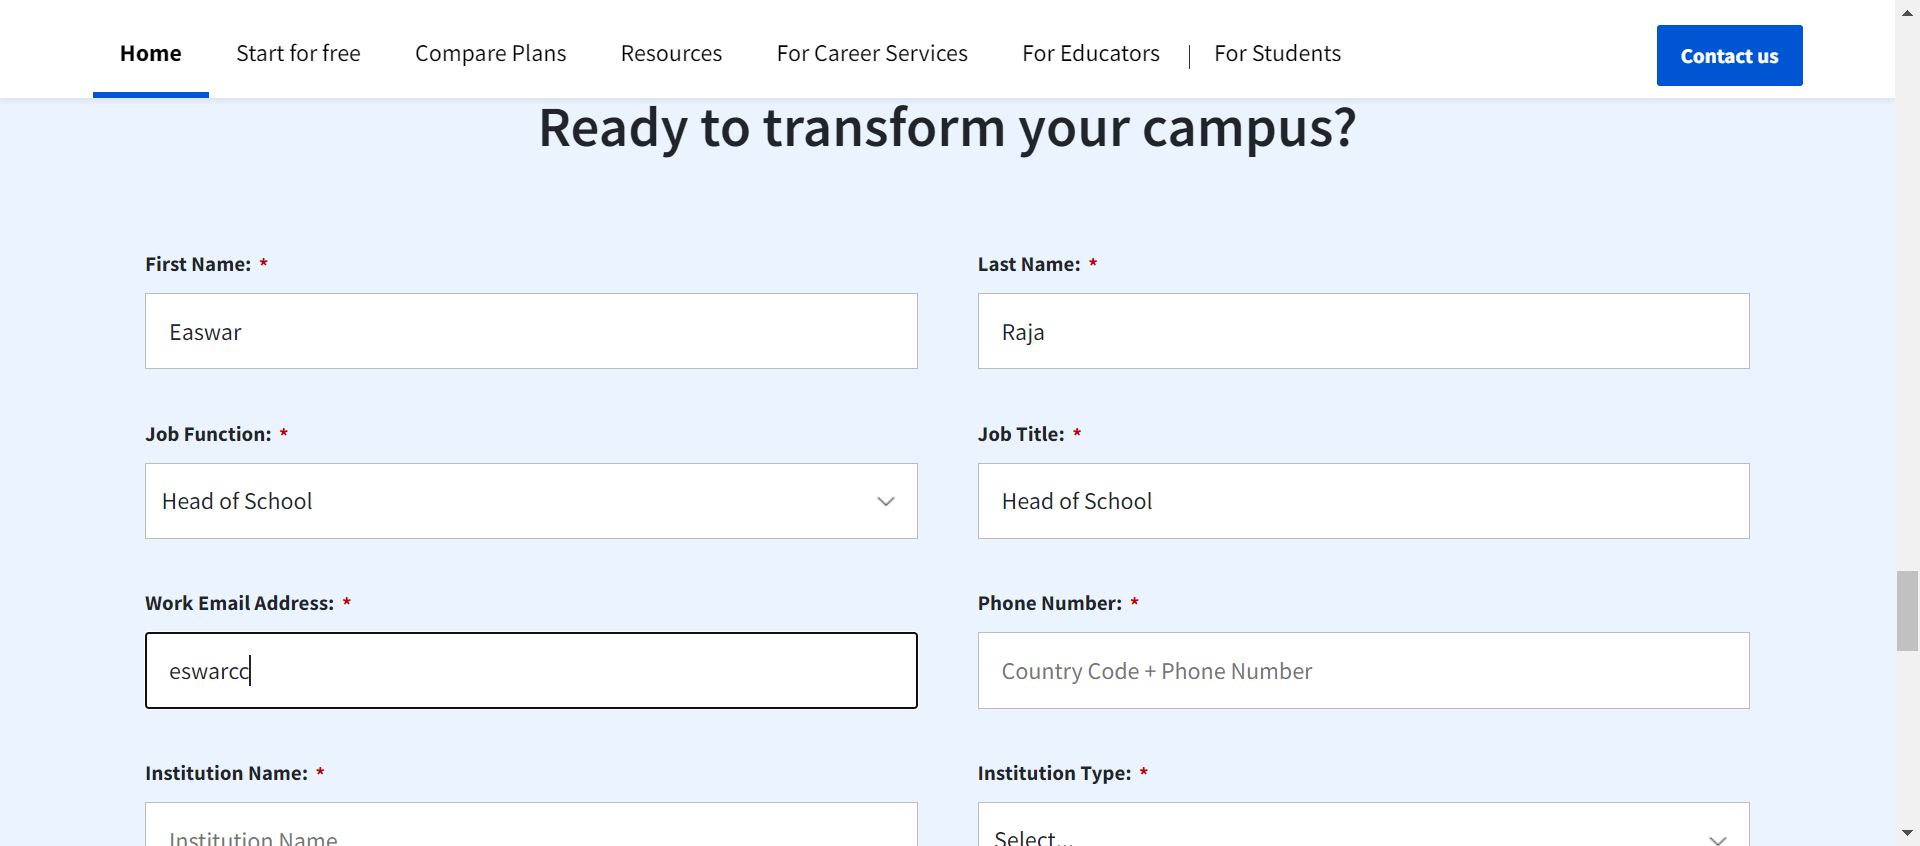 Home Start for free Compare Plans Resources For Career Services For Educators | For Students Contact us
Ready to transform your campus?
First Name: * Last Name: *
Easwar Raja
Job Function: * Job Title: *
Head of School Head of School
Work Email Address: * Phone Number: *
eswarcc Country Code + Phone Number
Institution Name: * Institution Type: *
Institution Name Select...